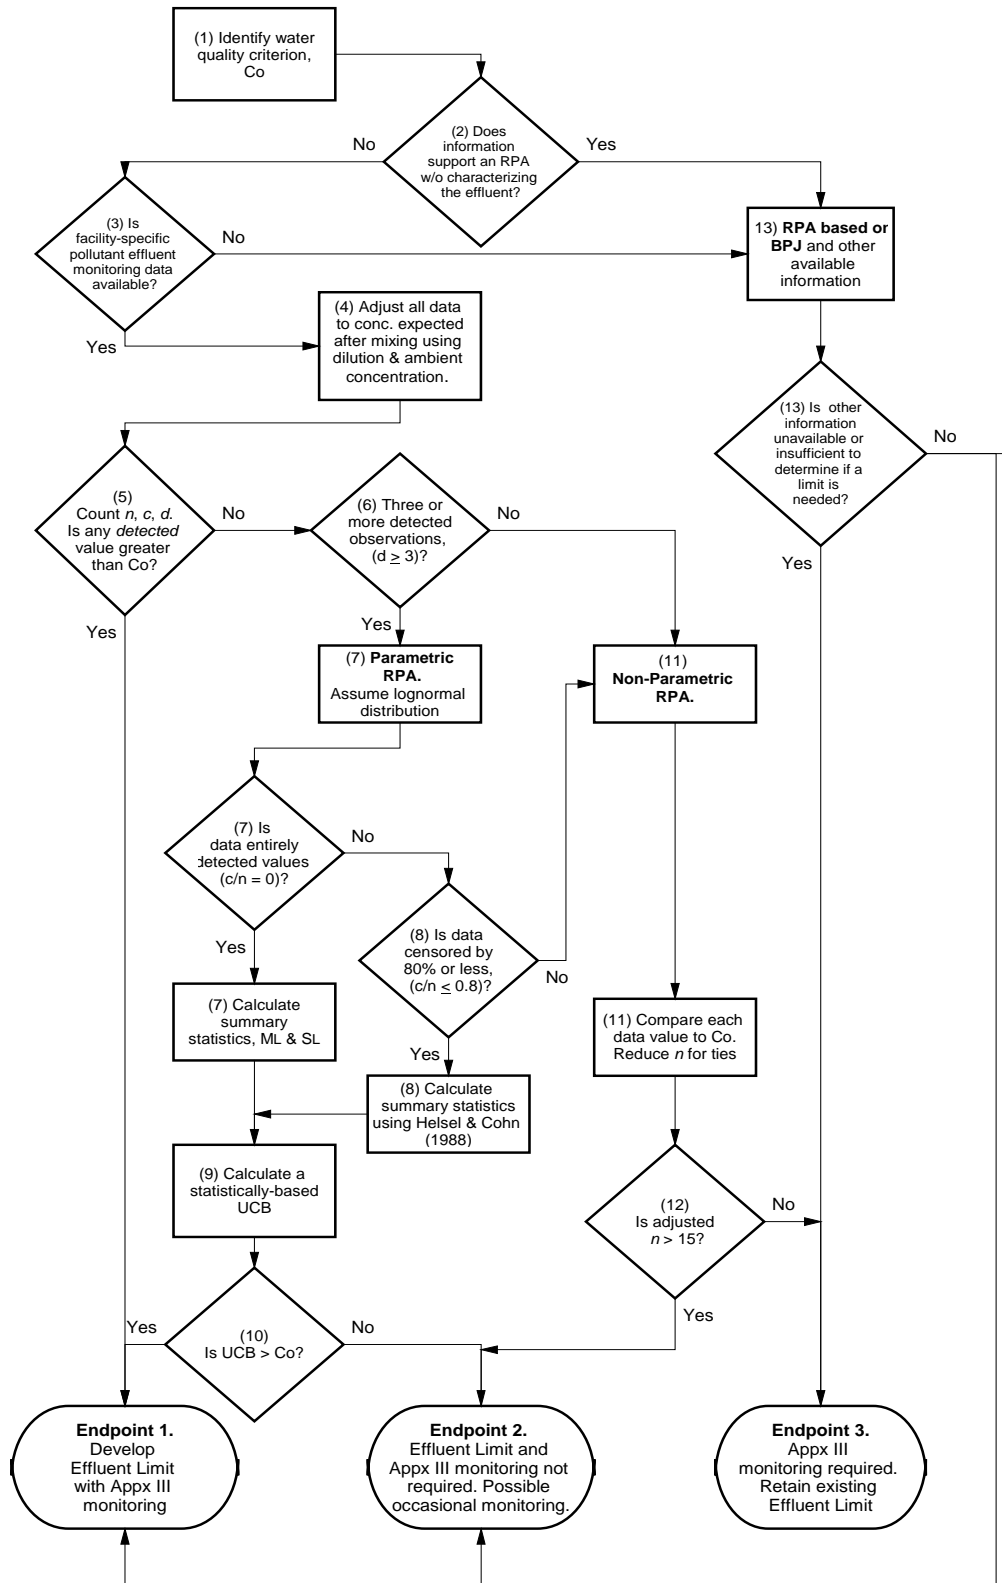 (1) Identify water
quality criterion,
Co
(2) Does
information
support an RPA
w/o characterizing
the effluent?
No
Yes
(3) Is
facility-specific
pollutant effluent
monitoring data
available?
No
Yes
13) RPA based or
BPJ and other
available
information
(4) Adjust all data
to conc. expected
after mixing using
dilution & ambient
concentration.
(13) Is other
information
unavailable or
insufficient to
determine if a
limit is
needed?
No
Yes
(5)
Count n, c, d.
Is any detected
value greater
than Co?
No
Yes
(6) Three or
more detected
observations,
(d ≥ 3)?
No
Yes
(7) Parametric
RPA.
Assume lognormal
distribution
(11)
Non-Parametric
RPA.
(7) Is
data entirely
detected values
(c/n = 0)?
No
Yes
(8) Is data
censored by
80% or less,
(c/n ≤ 0.8)?
No
Yes
(7) Calculate
summary
statistics, ML & SL
(8) Calculate
summary statistics
using Helsel & Cohn
(1988)
(11) Compare each
data value to Co.
Reduce n for ties
(9) Calculate a
statistically-based
UCB
(12)
Is adjusted
n > 15?
No
Yes
(10)
Is UCB > Co?
Yes
No
Endpoint 1.
Develop
Effluent Limit
with Appx III
monitoring
Endpoint 2.
Effluent Limit and
Appx III monitoring not
required. Possible
occasional monitoring.
Endpoint 3.
Appx III
monitoring required.
Retain existing
Effluent Limit